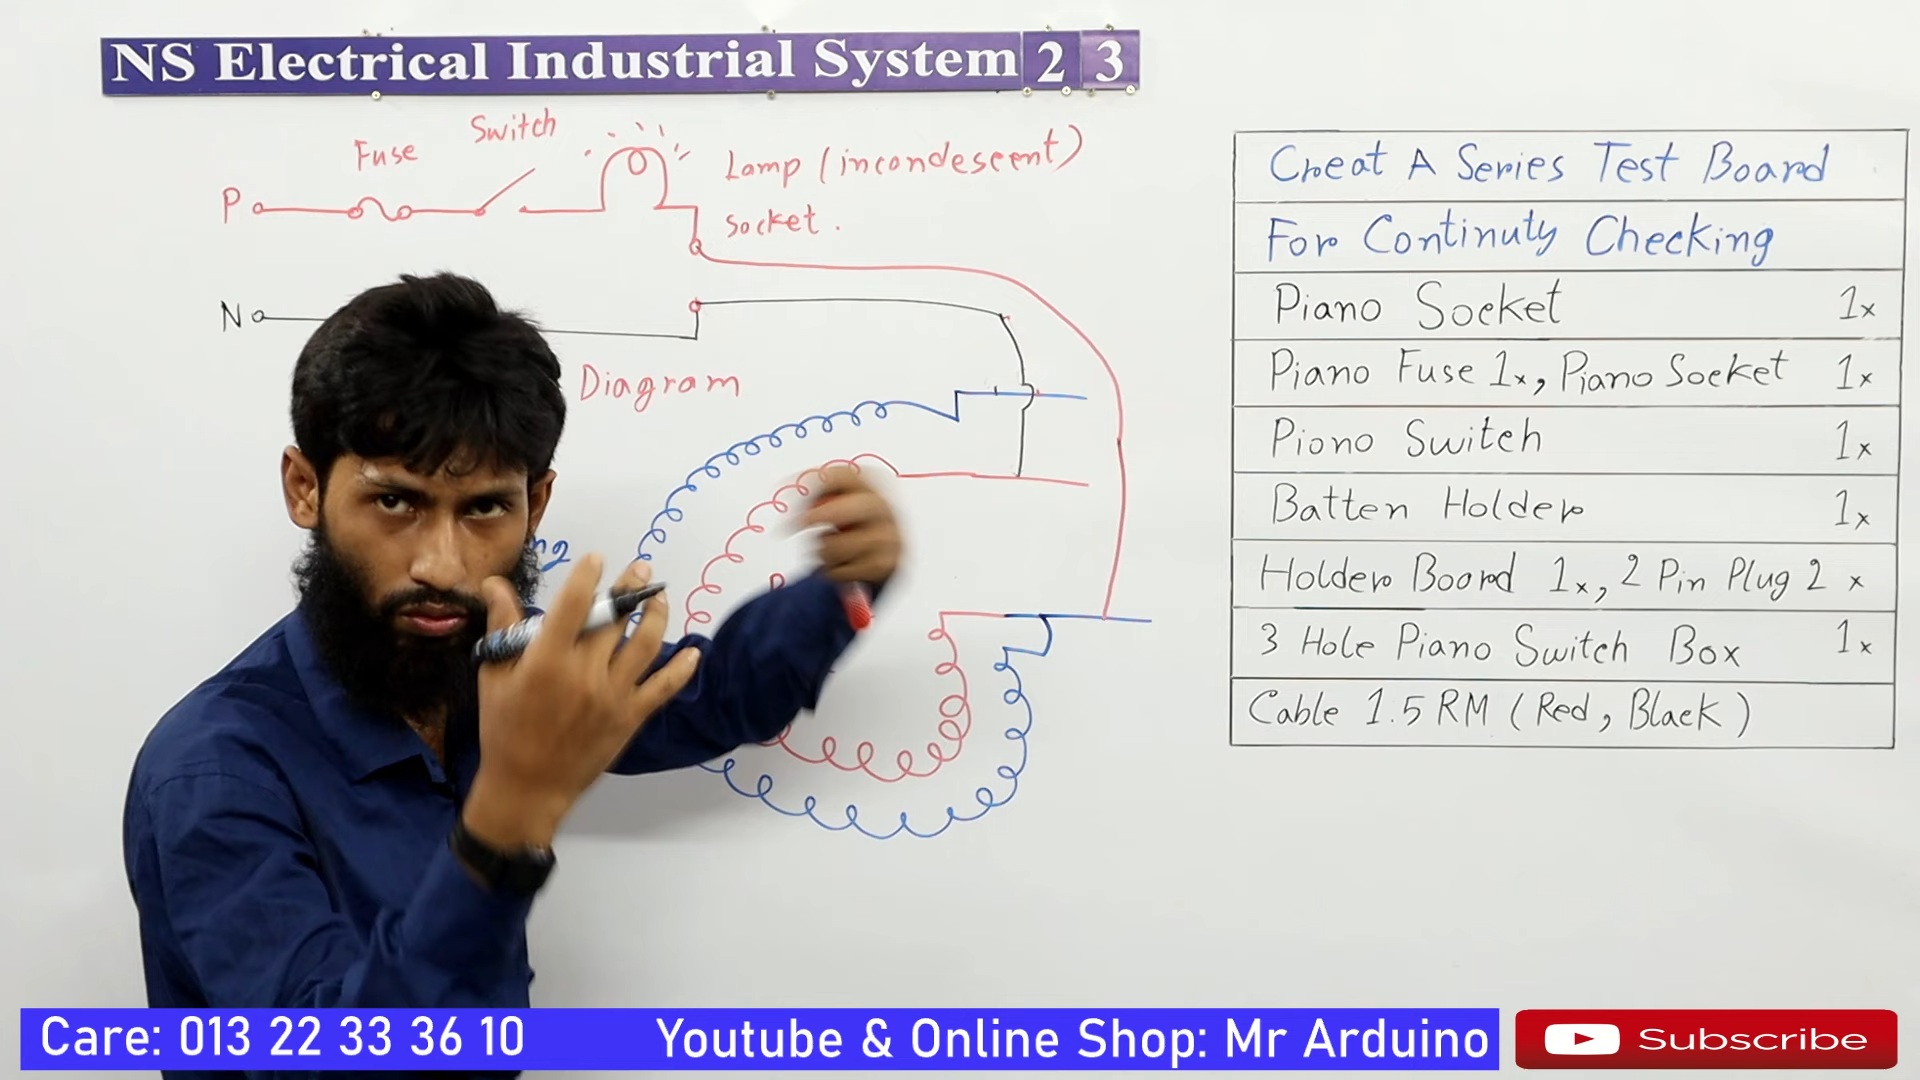 NS Electrical Industrial System 2 3
Fuse
Switch
Lamp (incondescent)
socket.
P
N
Diagram
ng
Creat A Series Test Board
For Continuty Checking
Piano Socket 1x
Piano Fuse 1x, Piano Socket 1x
Piono Switch 1x
Batten Holder 1x
Holder Board 1x, 2 Pin Plug 2 x
3 Hole Piano Switch Box 1x
Cable 1.5 RM (Red, Black)
Care: 013 22 33 36 10
Youtube & Online Shop: Mr Arduino
Subscribe